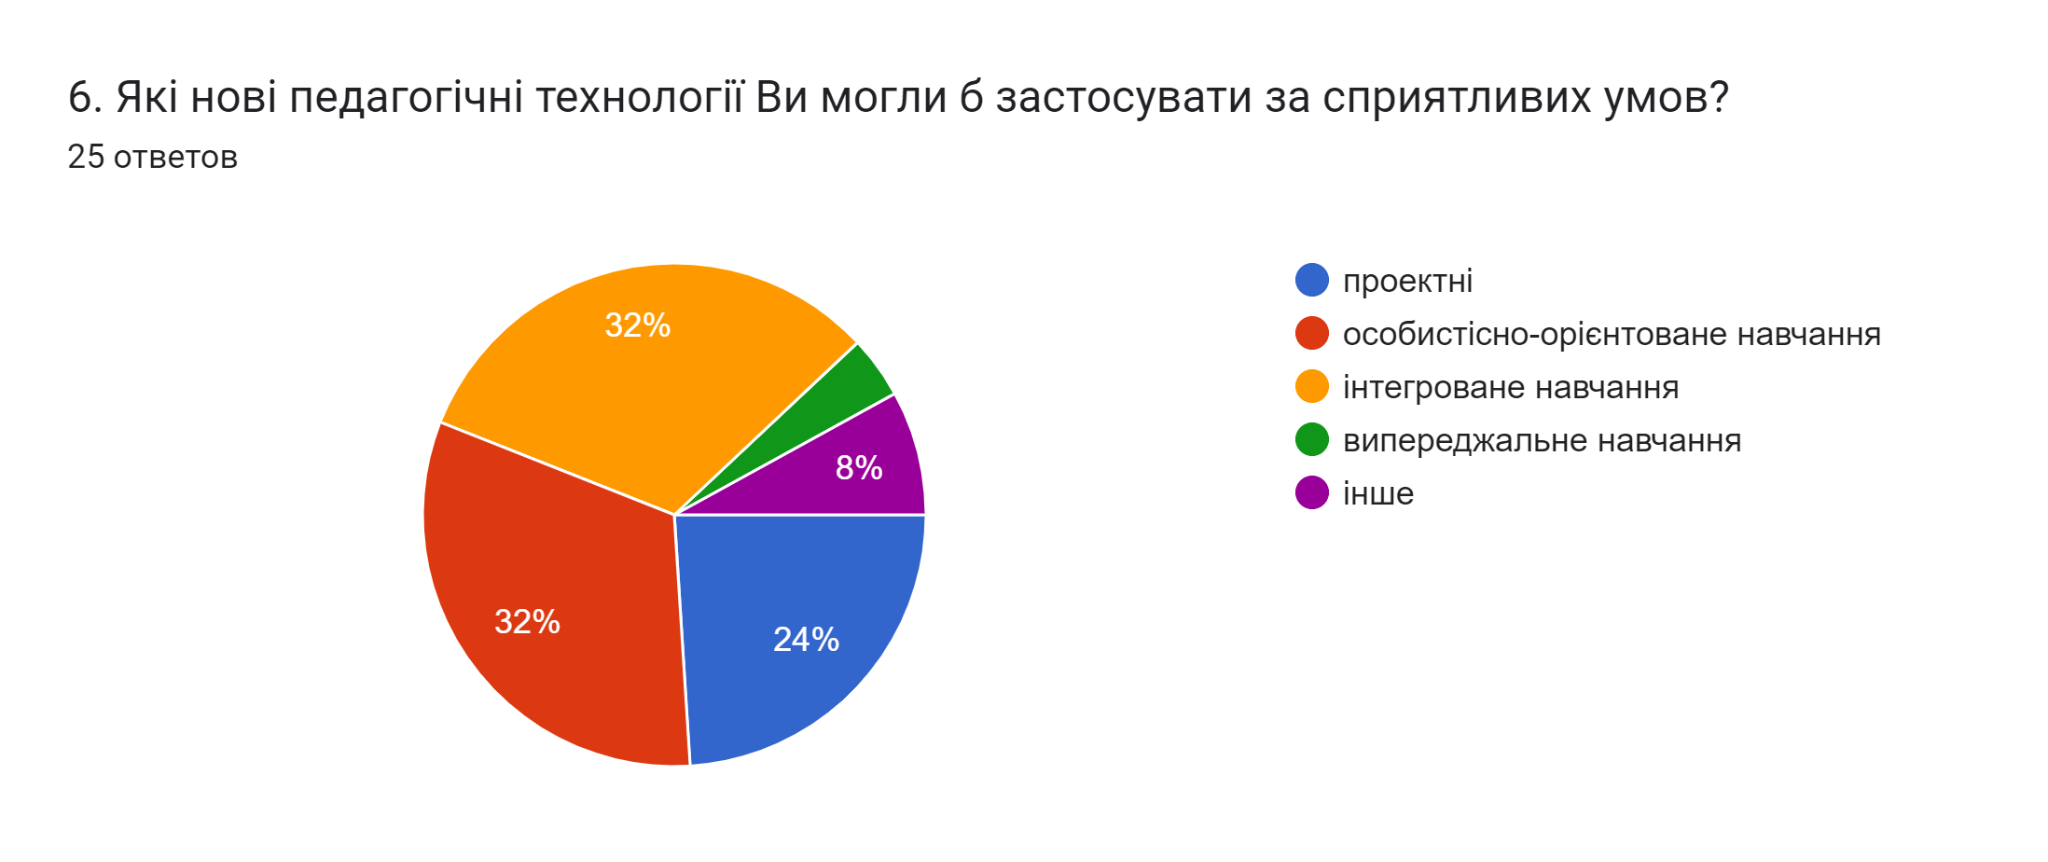 6. Які нові педагогічні технології Ви могли б застосувати за сприятливих умов?
25 ответов
32%
8%
32%
24%
проектні
особистісно-орієнтоване навчання
інтегроване навчання
випереджальне навчання
інше